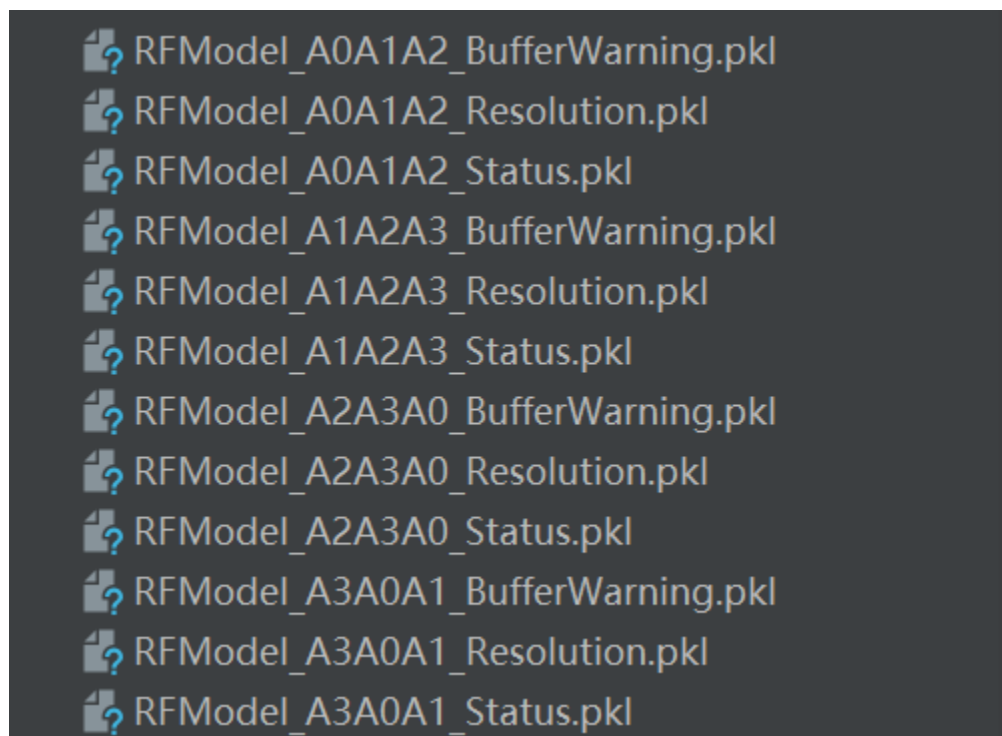 RFModel_A0A1A2_BufferWarning.pkl
RFModel_A0A1A2_Resolution.pkl
RFModel_A0A1A2_Status.pkl
RFModel_A1A2A3_BufferWarning.pkl
RFModel_A1A2A3_Resolution.pkl
RFModel_A1A2A3_Status.pkl
RFModel_A2A3A0_BufferWarning.pkl
RFModel_A2A3A0_Resolution.pkl
RFModel_A2A3A0_Status.pkl
RFModel_A3A0A1_BufferWarning.pkl
RFModel_A3A0A1_Resolution.pkl
RFModel_A3A0A1_Status.pkl